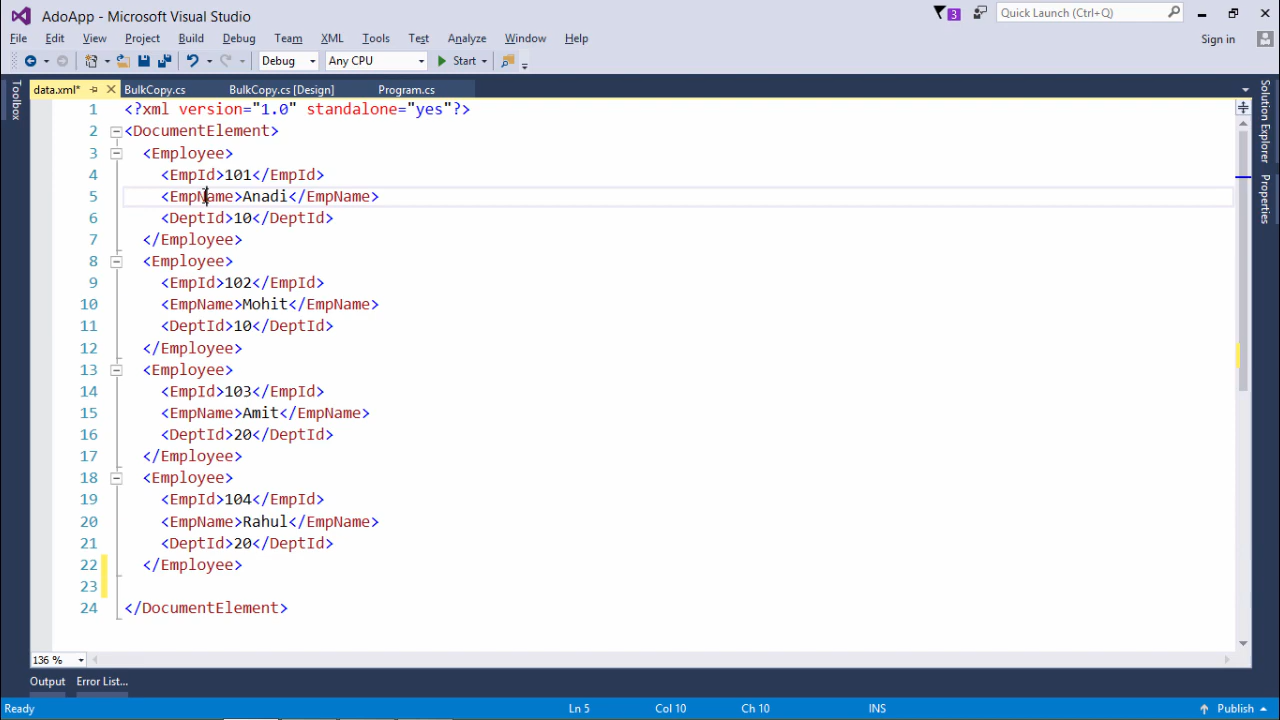 AdoApp - Microsoft Visual Studio
3
Quick Launch (Ctrl+Q)
File Edit View Project Build Debug Team XML Tools Test Analyze Window Help
Sign in
Debug Any CPU Start
data.xml* BulkCopy.cs BulkCopy.cs [Design] Program.cs
Toolbox
Solution Explorer
Properties
1 <?xml version="1.0" standalone="yes"?>
2 <DocumentElement>
3 <Employee>
4 <EmpId>101</EmpId>
5 <EmpName>Anadi</EmpName>
6 <DeptId>10</DeptId>
7 </Employee>
8 <Employee>
9 <EmpId>102</EmpId>
10 <EmpName>Mohit</EmpName>
11 <DeptId>10</DeptId>
12 </Employee>
13 <Employee>
14 <EmpId>103</EmpId>
15 <EmpName>Amit</EmpName>
16 <DeptId>20</DeptId>
17 </Employee>
18 <Employee>
19 <EmpId>104</EmpId>
20 <EmpName>Rahul</EmpName>
21 <DeptId>20</DeptId>
22 </Employee>
23
24 </DocumentElement>
136 %
Output Error List...
Ready Ln 5 Col 10 Ch 10 INS Publish